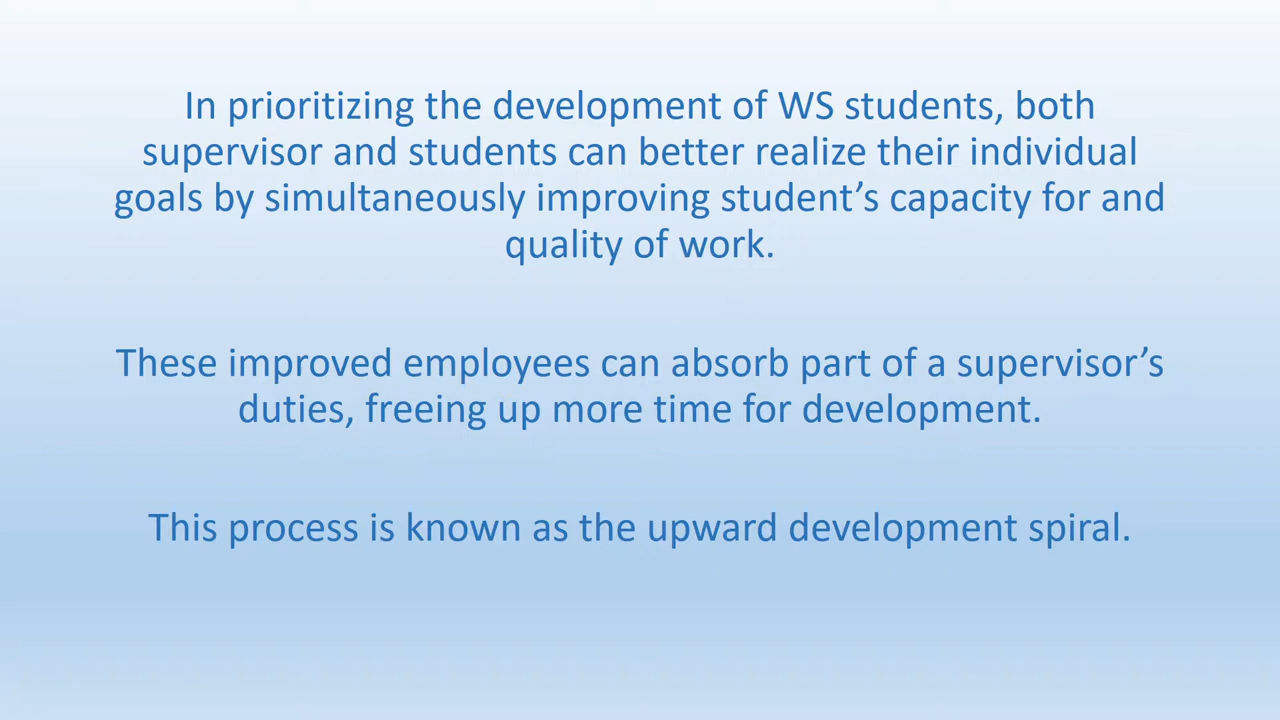 In prioritizing the development of WS students, both
supervisor and students can better realize their individual
goals by simultaneously improving student’s capacity for and
quality of work.
These improved employees can absorb part of a supervisor’s
duties, freeing up more time for development.
This process is known as the upward development spiral.